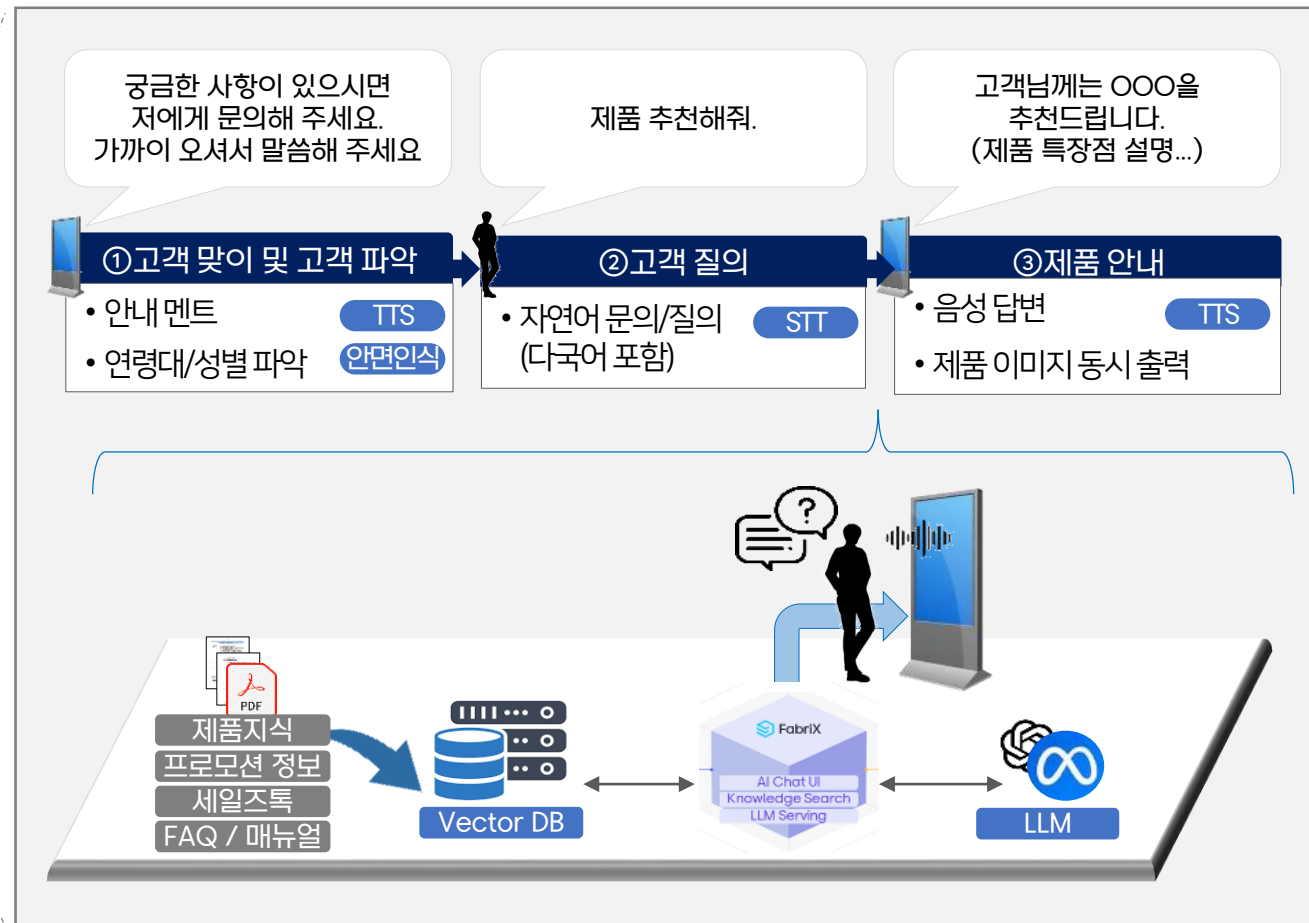 궁금한 사항이 있으시면
저에게 문의해 주세요.
가까이 오셔서 말씀해 주세요
제품 추천해줘.
고객님께는 OOO을
추천드립니다.
(제품 특장점 설명...)
①고객 맞이 및 고객 파악
• 안내 멘트
TTS
• 연령대/성별 파악
안면인식
②고객 질의
• 자연어 문의/질의
(다국어 포함)
STT
③제품 안내
• 음성 답변
TTS
• 제품 이미지 동시 출력
?
PDF
제품지식
프로모션 정보
세일즈톡
FAQ / 매뉴얼
Vector DB
FabriX
AI Chat UI
Knowledge Search
LLM Serving
LLM